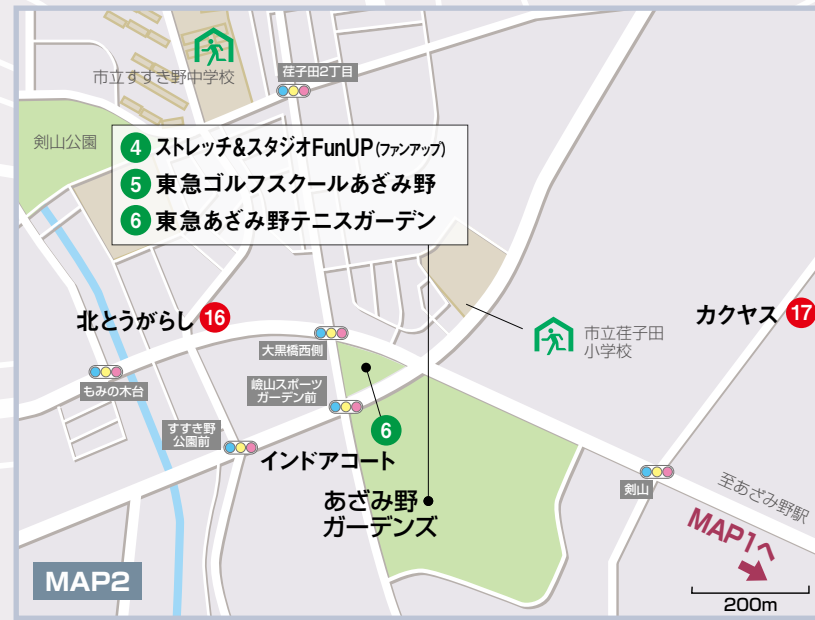 市立すすき野中学校
荏子田2丁目
剣山公園
4 ストレッチ&スタジオFunUP(ファンアップ)
5 東急ゴルフスクールあざみ野
6 東急あざみ野テニスガーデン
北とうがらし 16
カクヤス 17
市立荏子田
小学校
大黒橋西側
もみの木台
嶮山スポーツ
ガーデン前
すすき野
公園前
6
インドアコート
あざみ野
ガーデンズ
剣山
至あざみ野駅
MAP1へ
MAP2
200m